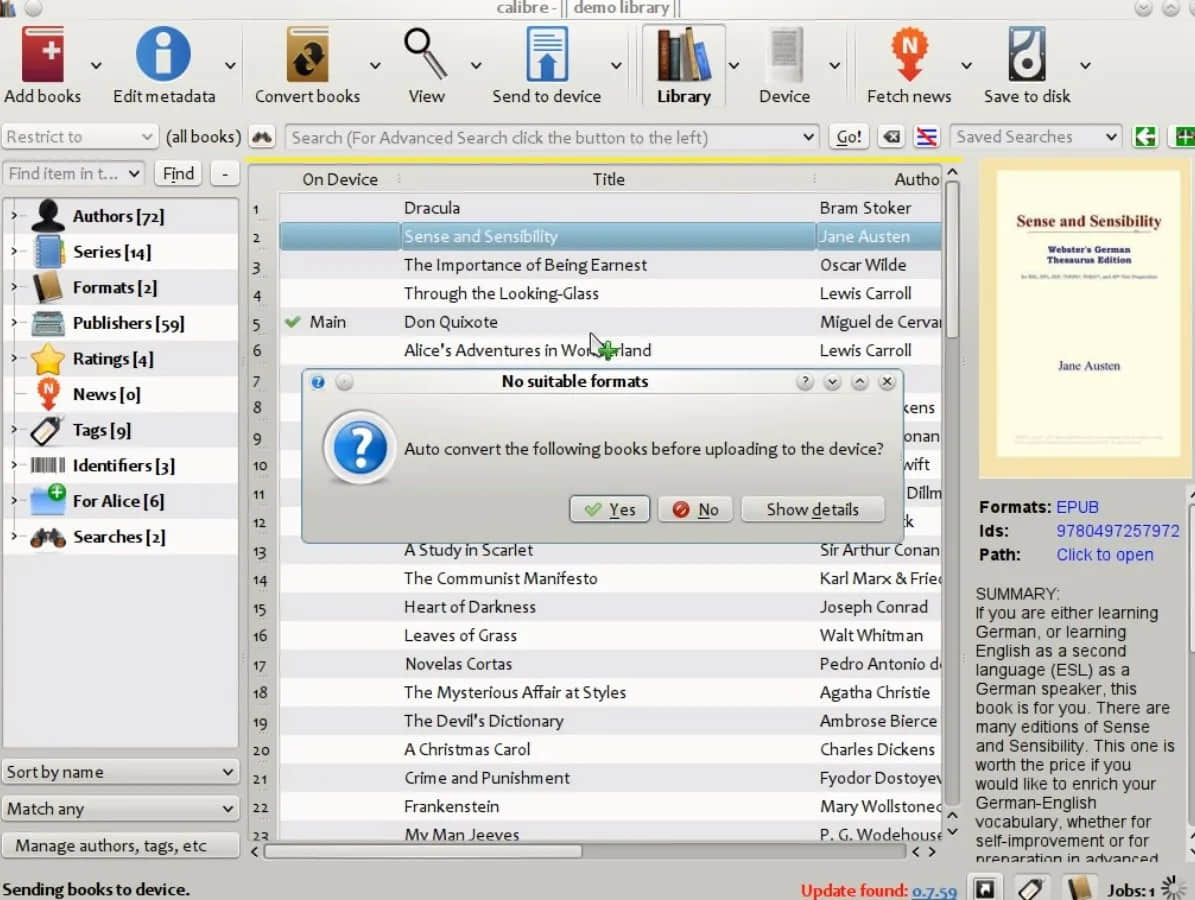 calibre - || demo library ||
Add books
Edit metadata
Convert books
View
Send to device
Library
Device
Fetch news
Save to disk
Restrict to
(all books)
Search (For Advanced Search click the button to the left)
Go!
Saved Searches
Find item in t...
Find
-
Authors [72]
Series [14]
Formats [2]
Publishers [59]
Ratings [4]
News [0]
Tags [9]
Identifiers [3]
For Alice [6]
Searches [2]
Sort by name
Match any
Manage authors, tags, etc
On Device Title Autho
1 Dracula Bram Stoker
2 Sense and Sensibility Jane Austen
3 The Importance of Being Earnest Oscar Wilde
4 Through the Looking-Glass Lewis Carroll
5 Main Don Quixote Miguel de Cervan
6 Alice's Adventures in Wonderland Lewis Carroll
7
No suitable formats
Auto convert the following books before uploading to the device?
Yes
No
Show details
8 kens
9 onan
10 wift
11 Dillm
12 k
13 A Study in Scarlet Sir Arthur Conan
14 The Communist Manifesto Karl Marx & Fried
15 Heart of Darkness Joseph Conrad
16 Leaves of Grass Walt Whitman
17 Novelas Cortas Pedro Antonio de
18 The Mysterious Affair at Styles Agatha Christie
19 The Devil's Dictionary Ambrose Bierce
20 A Christmas Carol Charles Dickens
21 Crime and Punishment Fyodor Dostoyev
22 Frankenstein Mary Wollstonec
23 My Man Jeeves P. G. Wodehouse
Sense and Sensibility
Webster's German
Thesaurus Edition
Jane Austen
Formats: EPUB
Ids: 9780497257972
Path: Click to open
SUMMARY:
If you are either learning
German, or learning
English as a second
language (ESL) as a
German speaker, this
book is for you. There are
many editions of Sense
and Sensibility. This one is
worth the price if you
would like to enrich your
German-English
vocabulary, whether for
self-improvement or for
preparation in advanced
Sending books to device.
Update found: 0.7.59
Jobs: 1